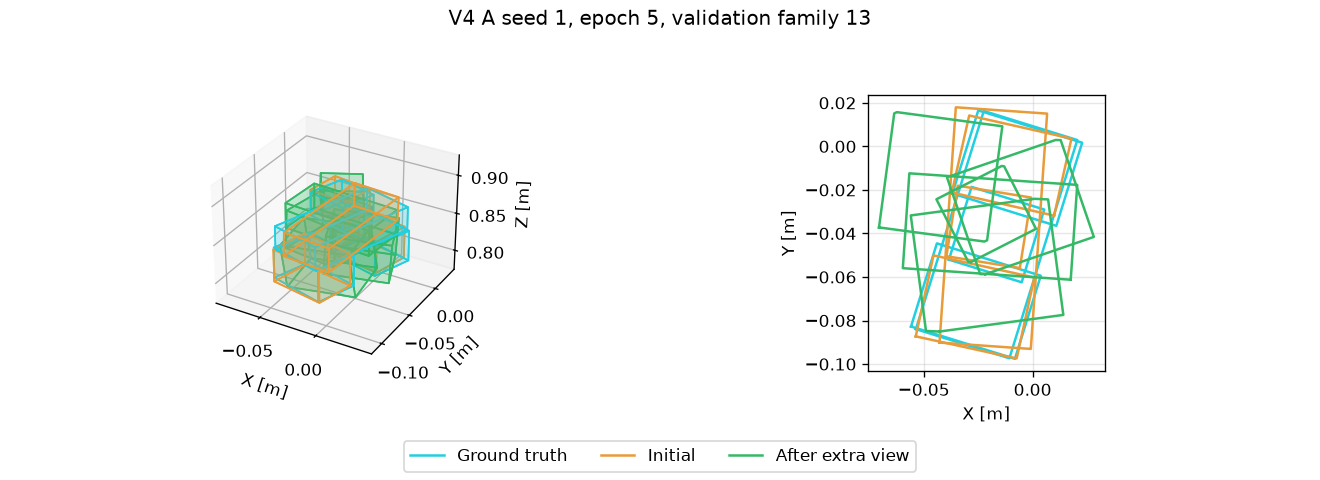 V4 A seed 1, epoch 5, validation family 13
0.90
0.85
0.80
Z [m]
0.00
−0.05
−0.10
Y [m]
−0.05
0.00
X [m]
0.02
0.00
−0.02
−0.04
−0.06
−0.08
−0.10
Y [m]
−0.05
0.00
X [m]
Ground truth
Initial
After extra view